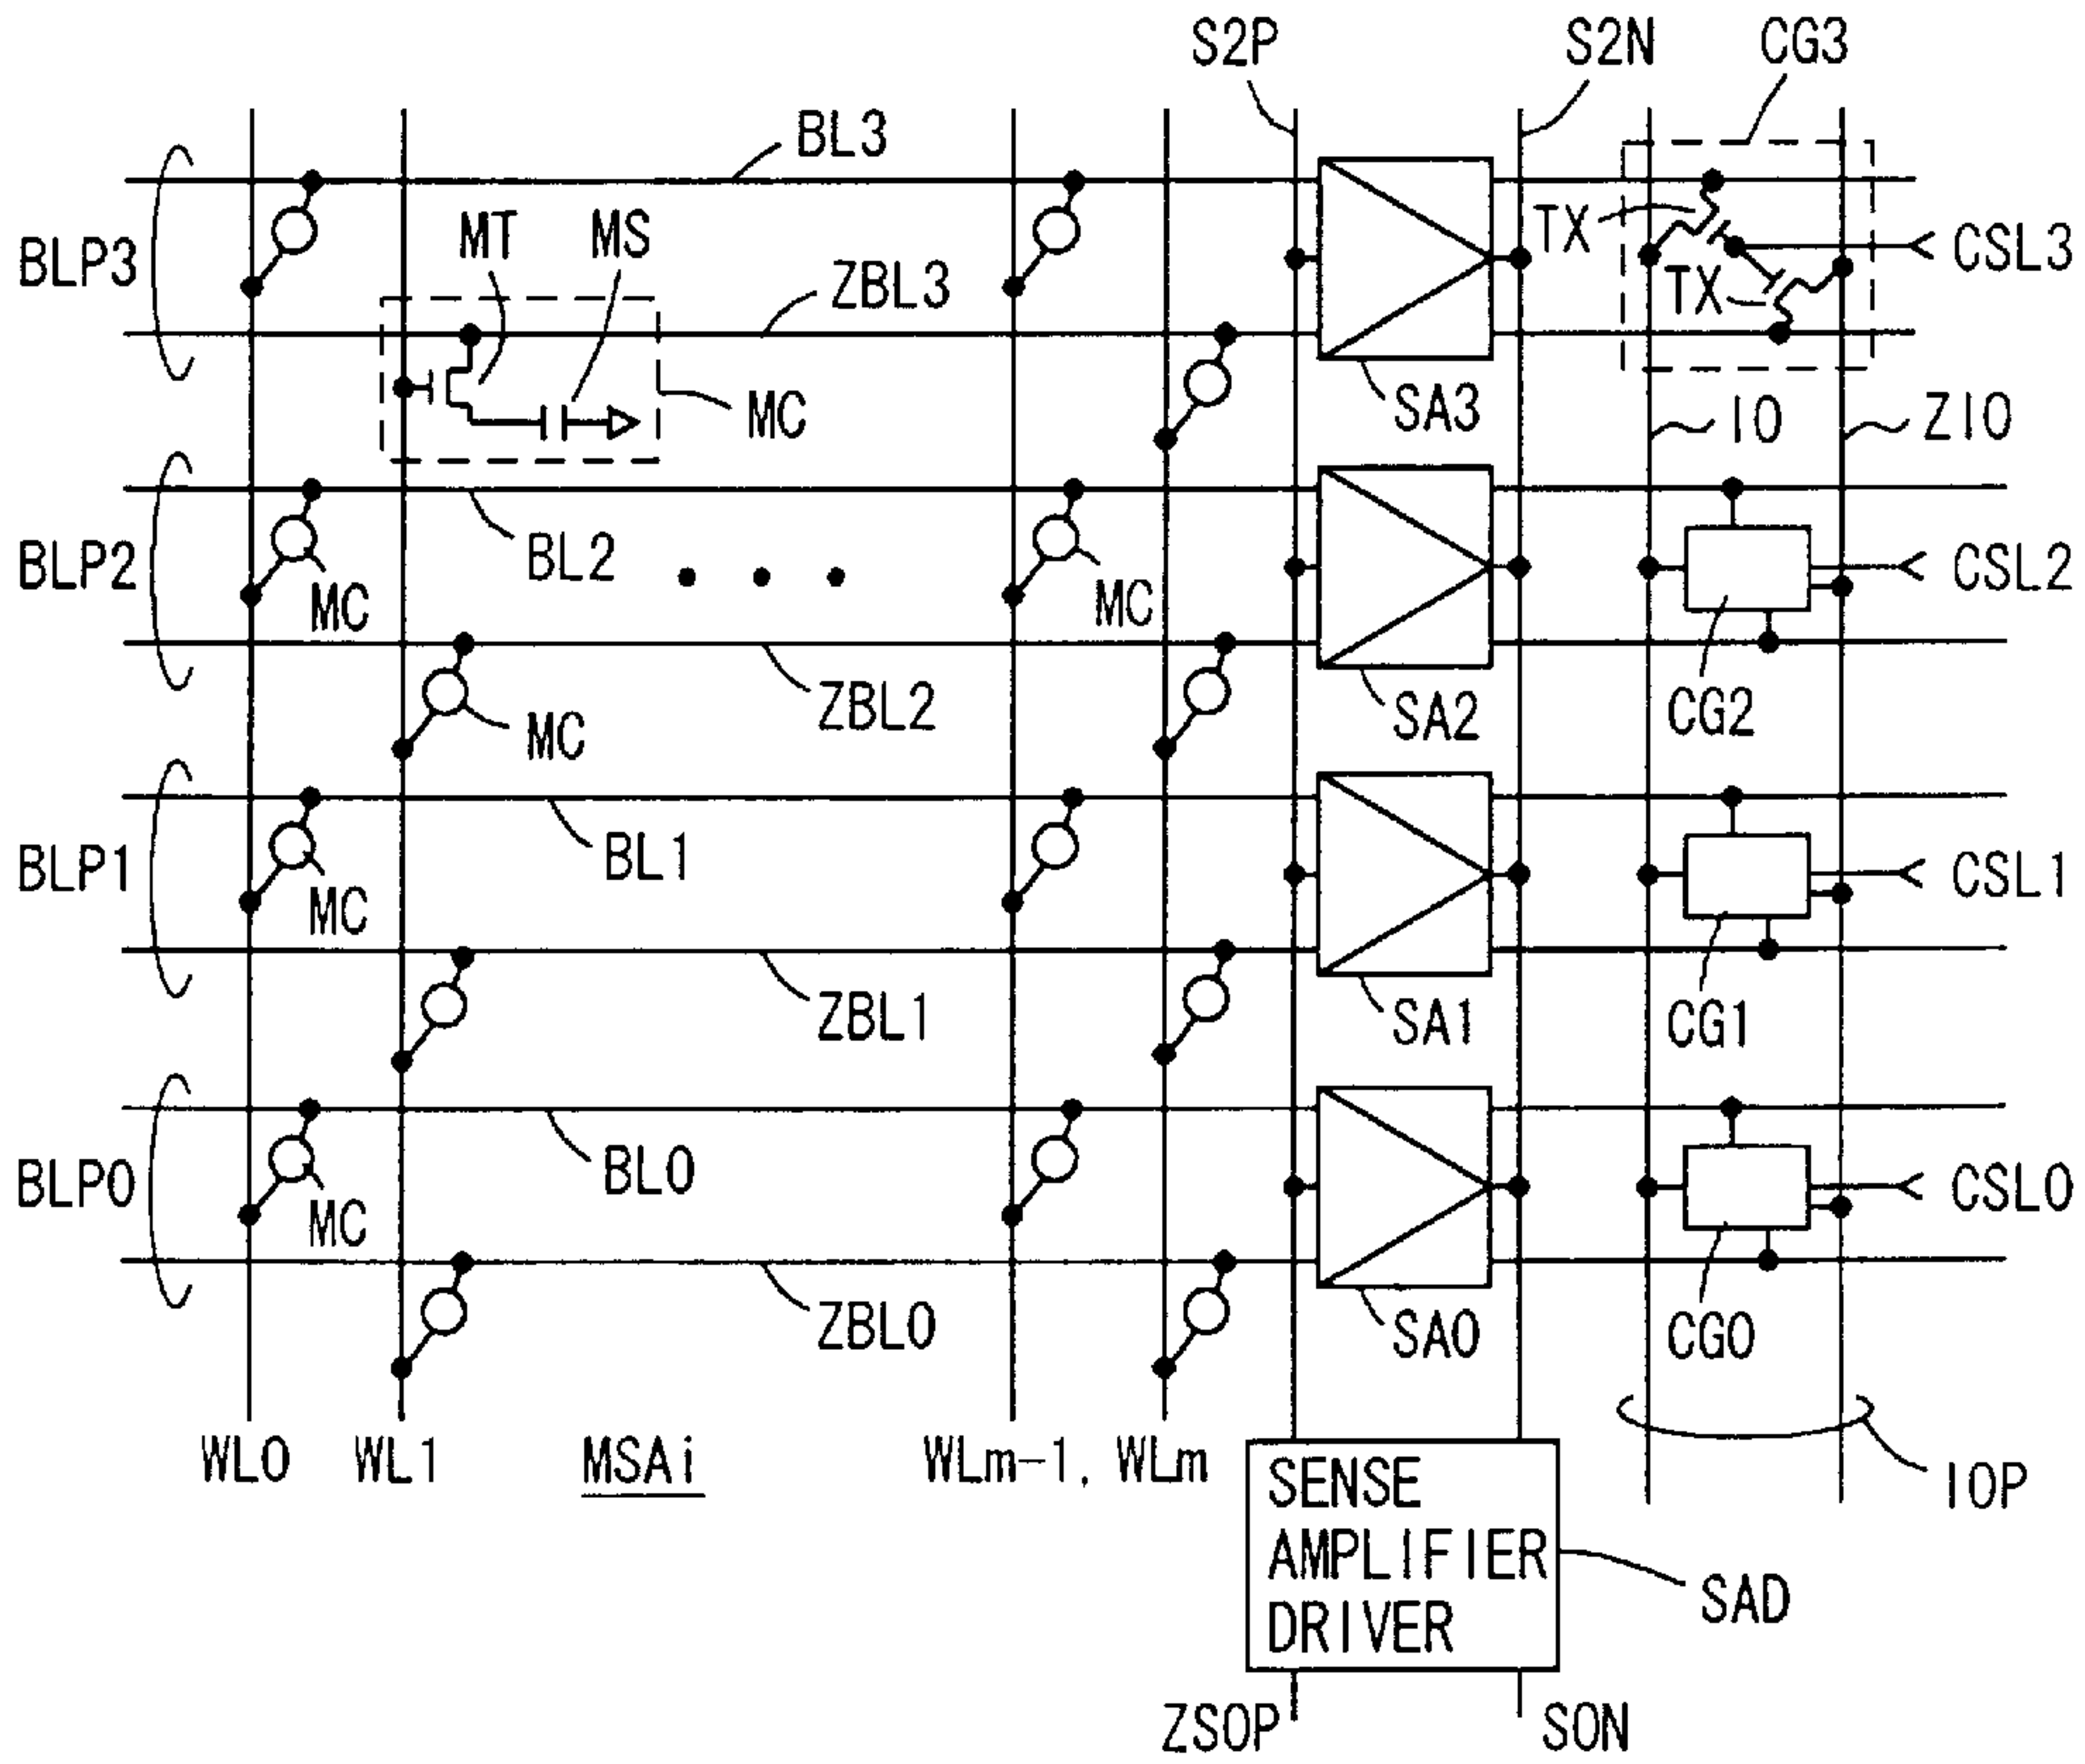 S2P
S2N
CG3
BL3
BLP3
MT
MS
ZBL3
TX
TX
CSL3
MC
SA3
IO
ZIO
BLP2
BL2
MC
MC
CSL2
ZBL2
MC
SA2
CG2
BLP1
BL1
MC
CSL1
ZBL1
SA1
CG1
BLP0
BL0
MC
CSL0
ZBL0
SA0
CG0
WL0
WL1
MSAi
WLm-1, WLm
SENSE
AMPLIFIER
DRIVER
IOP
SAD
ZSOP
SON